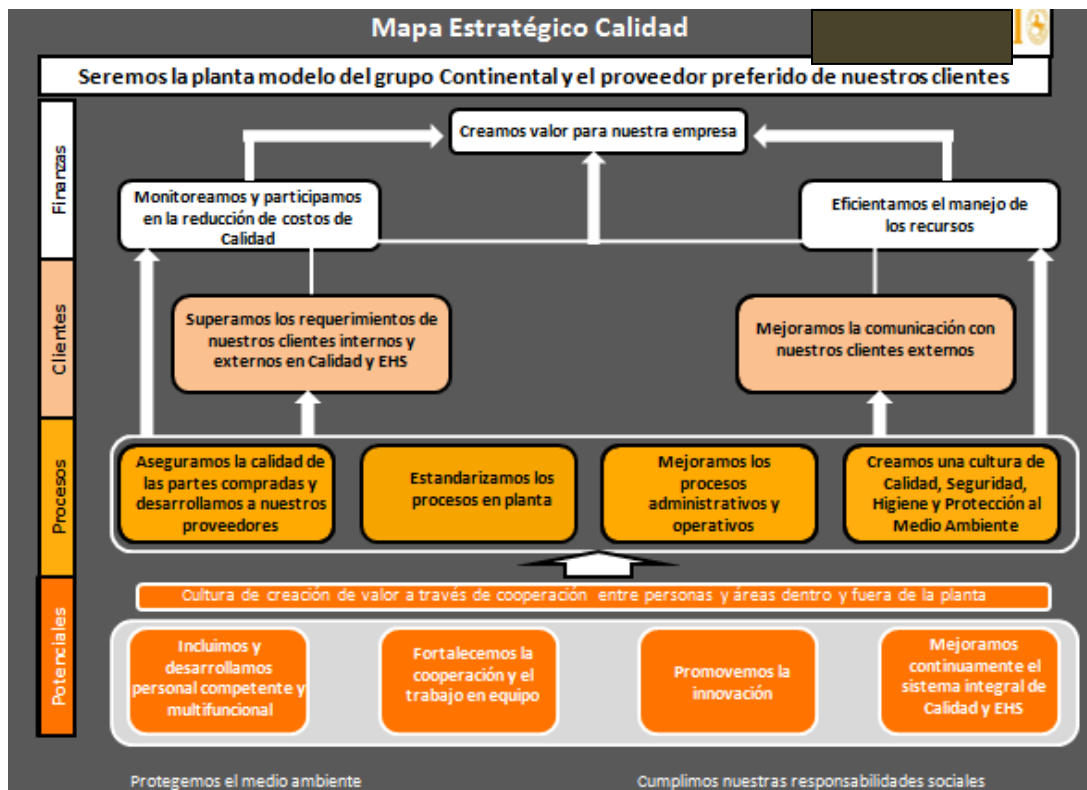 Mapa Estratégico Calidad
Seremos la planta modelo del grupo Continental y el proveedor preferido de nuestros clientes
Finanzas
Creamos valor para nuestra empresa
Monitoreamos y participamos
en la reducción de costos de
Calidad
Eficientamos el manejo de
los recursos
Clientes
Superamos los requerimientos de
nuestros clientes internos y
externos en Calidad y EHS
Mejoramos la comunicación con
nuestros clientes externos
Procesos
Aseguramos la calidad de
las partes compradas y
desarrollamos a nuestros
proveedores
Estandarizamos los
procesos en planta
Mejoramos los
procesos
administrativos y
operativos
Creamos una cultura de
Calidad, Seguridad,
Higiene y Protección al
Medio Ambiente
Potenciales
Cultura de creación de valor a través de cooperación entre personas y áreas dentro y fuera de la planta
Incluimos y
desarrollamos
personal competente y
multifuncional
Fortalecemos la
cooperación y el
trabajo en equipo
Promovemos la
innovación
Mejoramos
continuamente el
sistema integral de
Calidad y EHS
Protegemos el medio ambiente
Cumplimos nuestras responsabilidades sociales